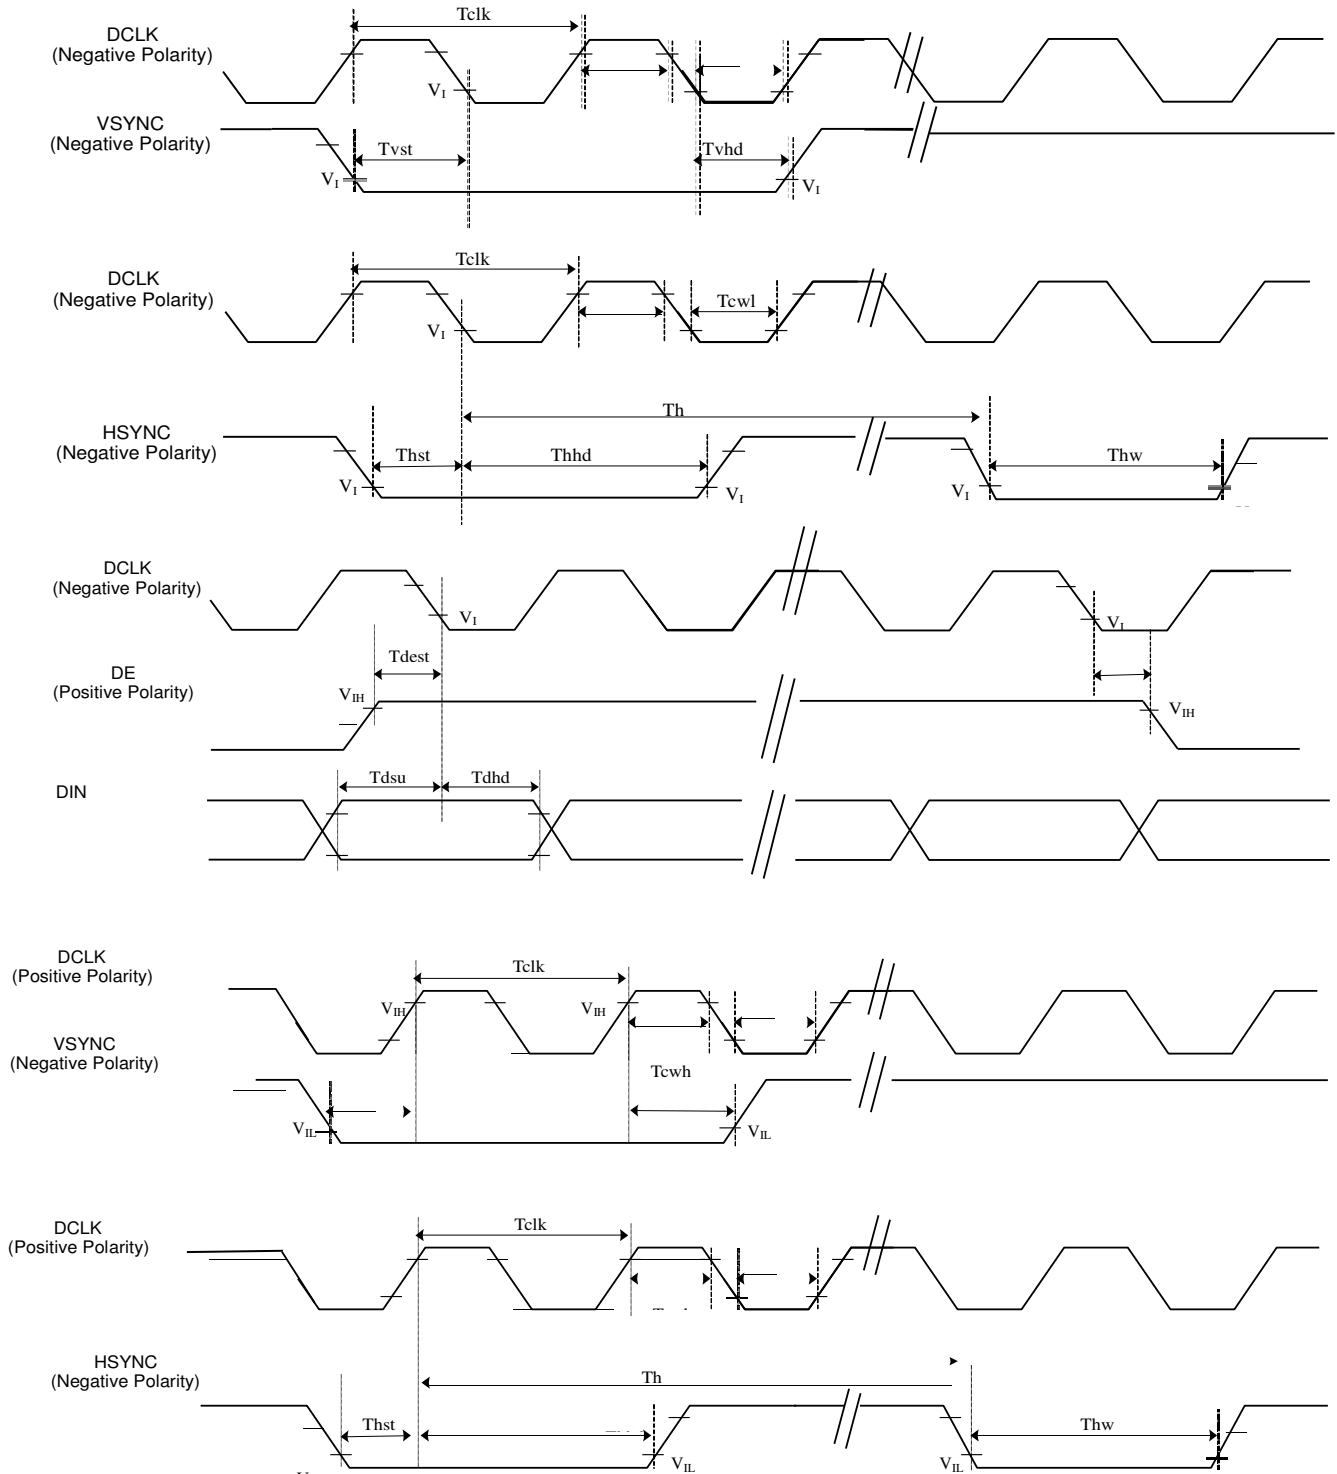 Tclk
DCLK
(Negative Polarity)
VI
VSYNC
(Negative Polarity)
Tvst
Tvhd
VI
VI
Tclk
DCLK
(Negative Polarity)
Tcwl
VI
Th
HSYNC
(Negative Polarity)
Thst
Thhd
Thw
VI
VI
VI
DCLK
(Negative Polarity)
VI
VI
Tdest
DE
(Positive Polarity)
VIH
VIH
Tdsu
Tdhd
DIN
DCLK
(Positive Polarity)
Tclk
VIH
VIH
VSYNC
(Negative Polarity)
Tcwh
VIL
VIL
DCLK
(Positive Polarity)
Tclk
HSYNC
(Negative Polarity)
Th
Thst
Thw
VIL
VIL